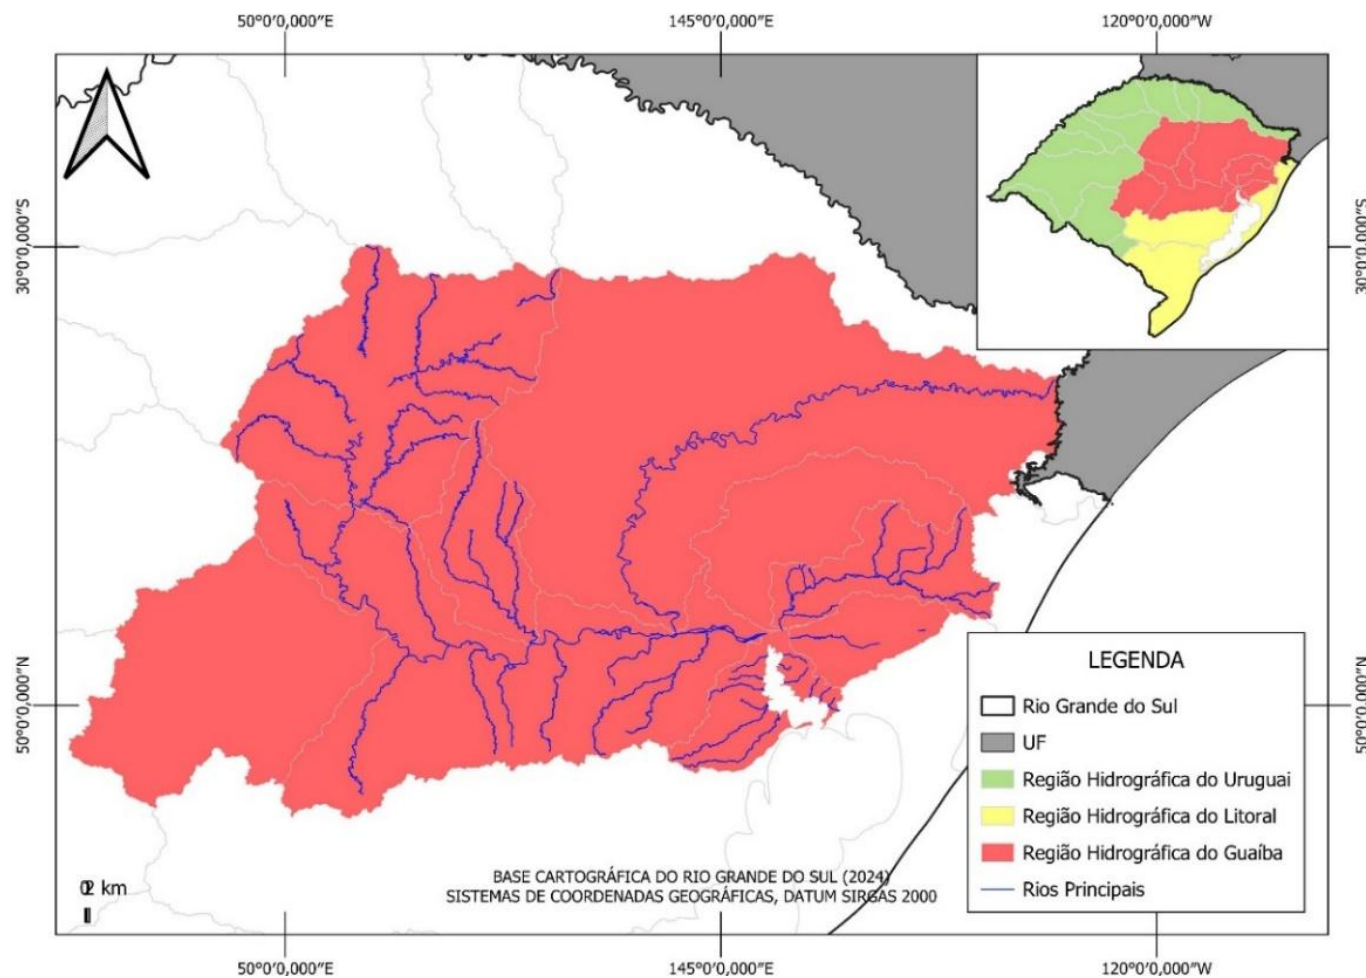 50°0′0,000″E
145°0′0,000″E
120°0′0,000″W
30°0′0,000″S
30°0′0,000″S
50°0′0,000″N
50°0′0,000″N
LEGENDA
Rio Grande do Sul
UF
Região Hidrográfica do Uruguai
Região Hidrográfica do Litoral
Região Hidrográfica do Guaíba
Rios Principais
km
BASE CARTOGRÁFICA DO RIO GRANDE DO SUL (2024)
SISTEMAS DE COORDENADAS GEOGRÁFICAS, DATUM SIRGAS 2000
50°0′0,000″E
145°0′0,000″E
120°0′0,000″W